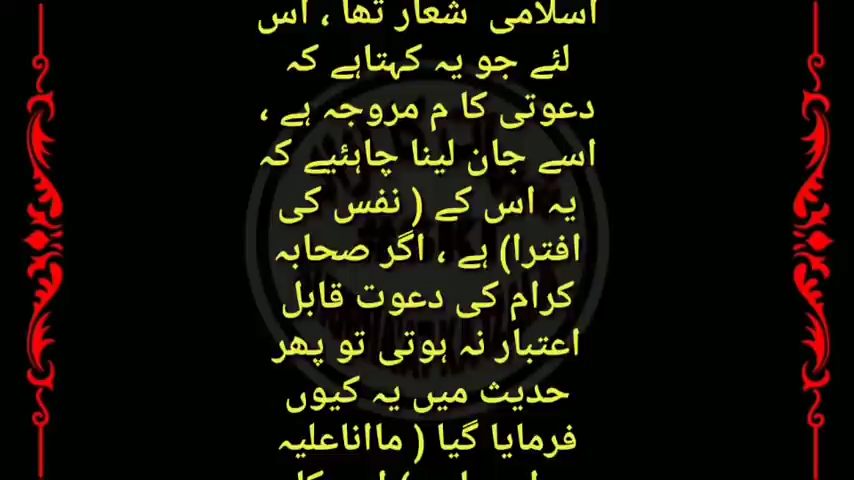 اسلامی شعار تھا ، اس
لئے جو یہ کہتاہے کہ
دعوتی کا م مروجہ ہے ،
اسے جان لینا چاہئیے کہ
یہ اس کے ( نفس کی
افترا) ہے ، اگر صحابہ
کرام کی دعوت قابل
اعتبار نہ ہوتی تو پھر
حدیث میں یہ کیوں
فرمایا گیا ( مااناعلیہ